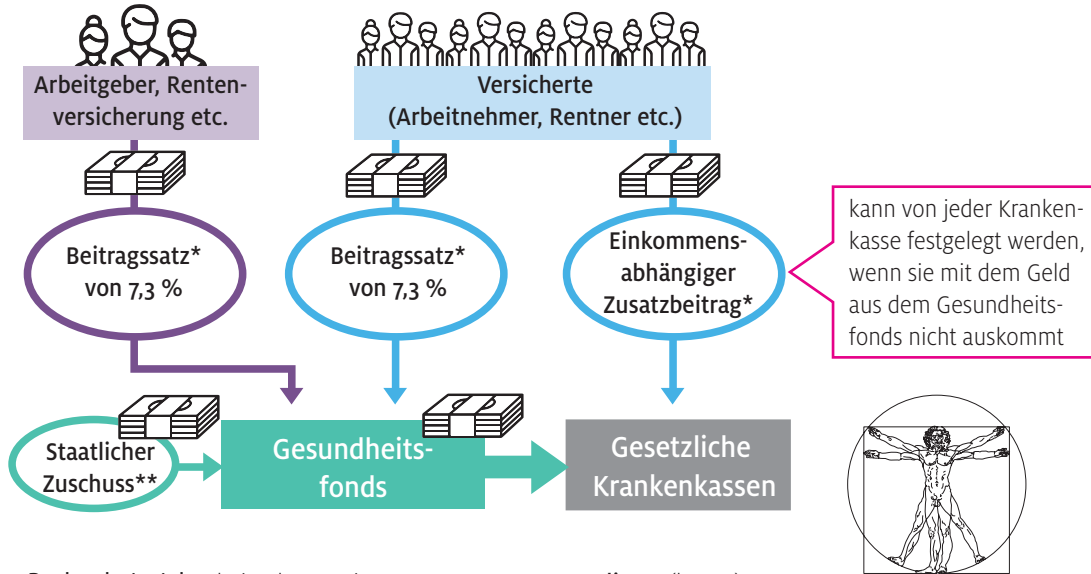 Arbeitgeber, Renten-
versicherung etc.
Versicherte
(Arbeitnehmer, Rentner etc.)
Beitragssatz*
von 7,3 %
Beitragssatz*
von 7,3 %
Einkommens-
abhängiger
Zusatzbeitrag*
kann von jeder Kranken-
kasse festgelegt werden,
wenn sie mit dem Geld
aus dem Gesundheits-
fonds nicht auskommt
Staatlicher
Zuschuss**
Gesundheits-
fonds
Gesetzliche
Krankenkassen